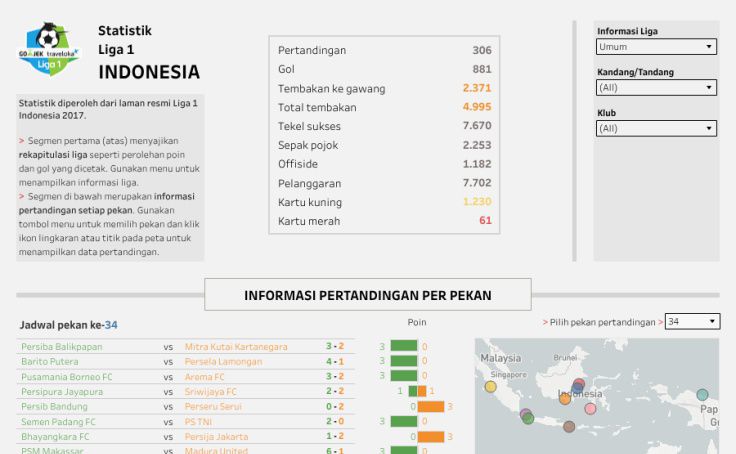 GO JEK traveloka
Liga 1
Statistik
Liga 1
INDONESIA
Statistik diperoleh dari laman resmi Liga 1
Indonesia 2017.
> Segmen pertama (atas) menyajikan
rekapitulasi liga seperti perolehan poin
dan gol yang dicetak. Gunakan menu untuk
menampilkan informasi liga.
> Segmen di bawah merupakan informasi
pertandingan setiap pekan. Gunakan
tombol menu untuk memilih pekan dan klik
ikon lingkaran atau titik pada peta untuk
menampilkan data pertandingan.
Pertandingan 306
Gol 881
Tembakan ke gawang 2.371
Total tembakan 4.995
Tekel sukses 7.670
Sepak pojok 2.253
Offiside 1.182
Pelanggaran 7.702
Kartu kuning 1.230
Kartu merah 61
Informasi Liga
Umum
Kandang/Tandang
(All)
Klub
(All)
INFORMASI PERTANDINGAN PER PEKAN
Jadwal pekan ke-34
Poin
> Pilih pekan pertandingan > 34
Persiba Balikpapan vs Mitra Kutai Kartanegara 3 - 2 3 0
Barito Putera vs Persela Lamongan 4 - 1 3 0
Pusamania Borneo FC vs Arema FC 3 - 2 3 0
Persipura Jayapura vs Sriwijaya FC 2 - 2 1 1
Persib Bandung vs Perseru Serui 0 - 2 0 3
Semen Padang FC vs PS TNI 2 - 0 3 0
Bhayangkara FC vs Persija Jakarta 1 - 2 0 3
PSM Makassar vs Madura United 6 - 1 3 0
Malaysia
Brunei
Singapore
Indonesia
Pap
G